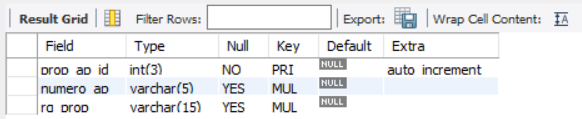 Result Grid Filter Rows: Export: Wrap Cell Content: IA
Field Type Null Key Default Extra
prop_ap_id int(3) NO PRI NULL auto_increment
numero_ap varchar(5) YES MUL NULL
rg_prop varchar(15) YES MUL NULL